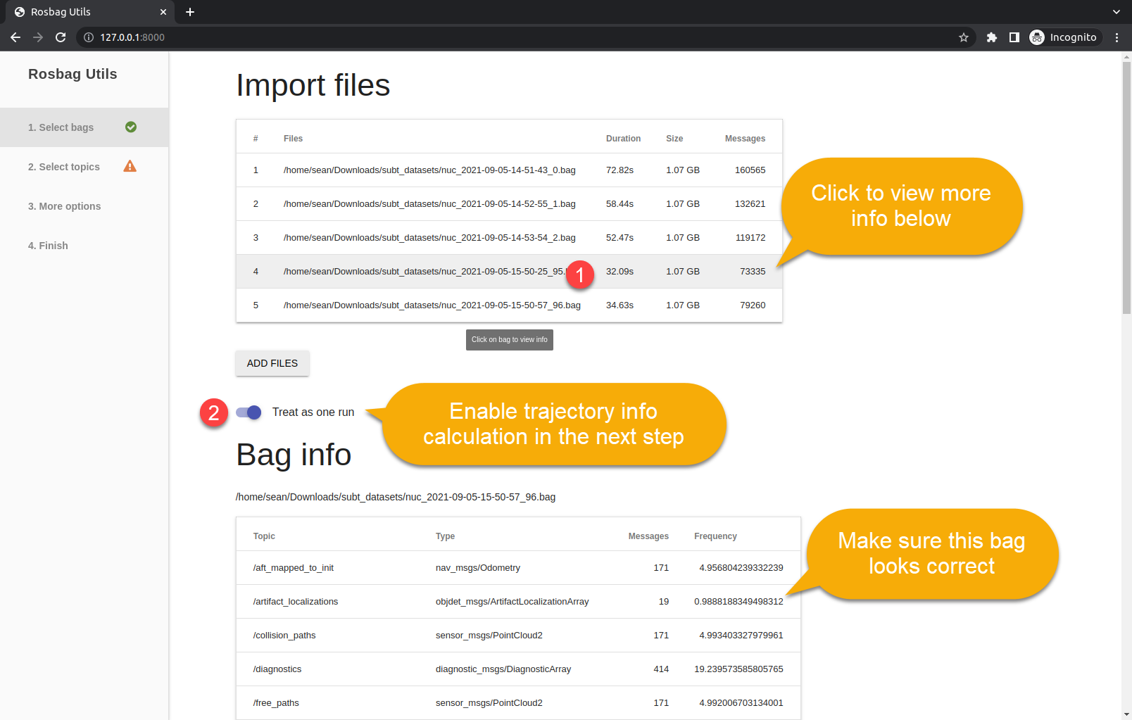 Rosbag Utils
127.0.0.1:8000
Incognito
Rosbag Utils
1. Select bags
2. Select topics
3. More options
4. Finish
Import files
# Files Duration Size Messages
1 /home/sean/Downloads/subt_datasets/nuc_2021-09-05-14-51-43_0.bag 72.82s 1.07 GB 160565
2 /home/sean/Downloads/subt_datasets/nuc_2021-09-05-14-52-55_1.bag 58.44s 1.07 GB 132621
3 /home/sean/Downloads/subt_datasets/nuc_2021-09-05-14-53-54_2.bag 52.47s 1.07 GB 119172
4 /home/sean/Downloads/subt_datasets/nuc_2021-09-05-15-50-25_95. 1 32.09s 1.07 GB 73335
5 /home/sean/Downloads/subt_datasets/nuc_2021-09-05-15-50-57_96.bag 34.63s 1.07 GB 79260
Click to view more
info below
Click on bag to view info
ADD FILES
2 Treat as one run
Enable trajectory info
calculation in the next step
Bag info
/home/sean/Downloads/subt_datasets/nuc_2021-09-05-15-50-57_96.bag
Topic Type Messages Frequency
/aft_mapped_to_init nav_msgs/Odometry 171 4.956804239332239
/artifact_localizations objdet_msgs/ArtifactLocalizationArray 19 0.9888188349498312
/collision_paths sensor_msgs/PointCloud2 171 4.993403327979961
/diagnostics diagnostic_msgs/DiagnosticArray 414 19.239573585805765
/free_paths sensor_msgs/PointCloud2 171 4.992006703134001
Make sure this bag
looks correct